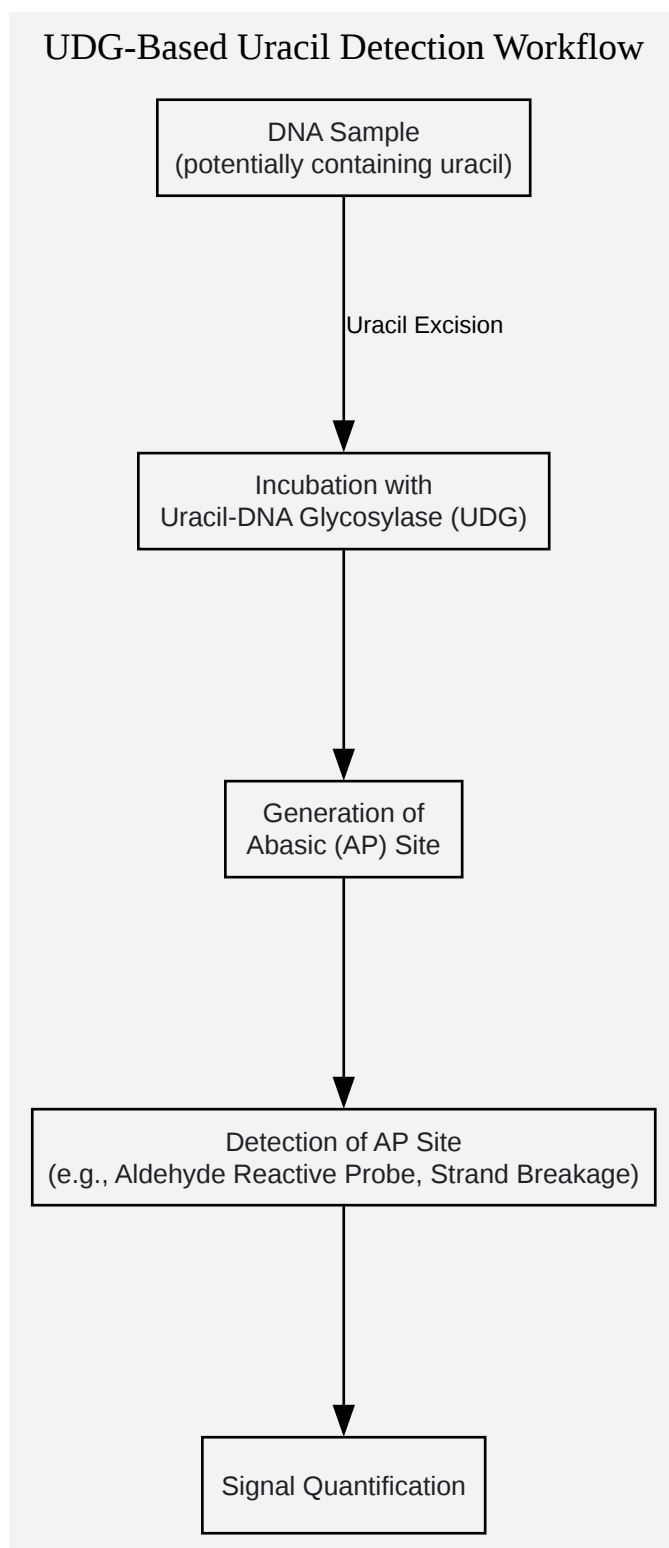 UDG-Based Uracil Detection Workflow
DNA Sample
(potentially containing uracil)
Uracil Excision
Incubation with
Uracil-DNA Glycosylase (UDG)
Generation of
Abasic (AP) Site
Detection of AP Site
(e.g., Aldehyde Reactive Probe, Strand Breakage)
Signal Quantification